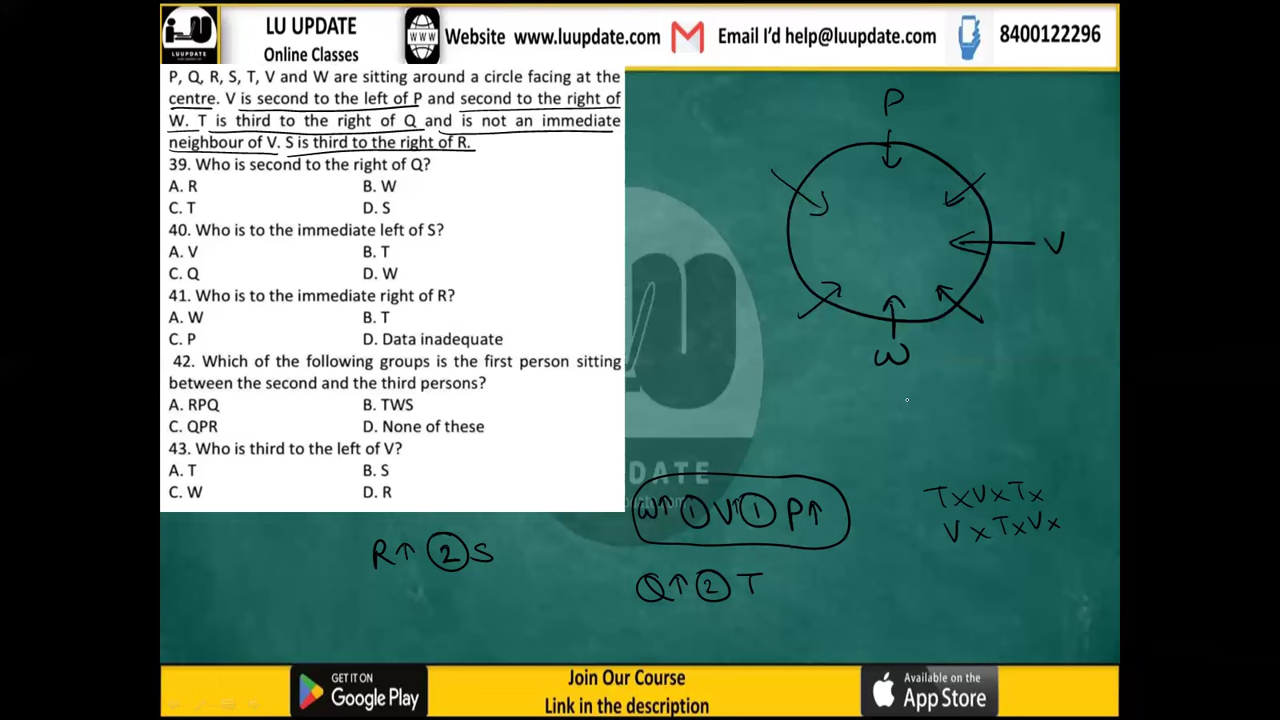 LU UPDATE
Online Classes
LUUPDATE
WWW
Website www.luupdate.com
Email I'd help@luupdate.com
8400122296
P, Q, R, S, T, V and W are sitting around a circle facing at the
centre. V is second to the left of P and second to the right of
W. T is third to the right of Q and is not an immediate
neighbour of V. S is third to the right of R.
39. Who is second to the right of Q?
A. R B. W
C. T D. S
40. Who is to the immediate left of S?
A. V B. T
C. Q D. W
41. Who is to the immediate right of R?
A. W B. T
C. P D. Data inadequate
42. Which of the following groups is the first person sitting
between the second and the third persons?
A. RPQ B. TWS
C. QPR D. None of these
43. Who is third to the left of V?
A. T B. S
C. W D. R
P
V
W
W↑ ① V↑ ① P↑
T×V×T×
V×T×V×
R↑ ② S
Q↑ ② T
GET IT ON
Google Play
Join Our Course
Link in the description
Available on the
App Store